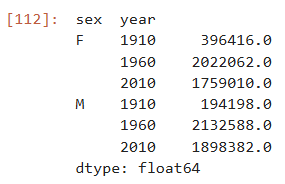 [112]: sex year
F 1910 396416.0
1960 2022062.0
2010 1759010.0
M 1910 194198.0
1960 2132588.0
2010 1898382.0
dtype: float64